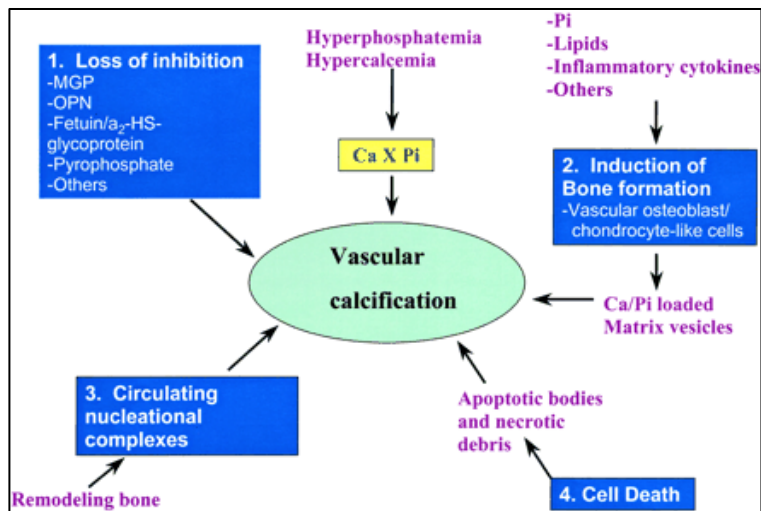 1. Loss of inhibition
-MGP
-OPN
-Fetuin/a₂-HS-
glycoprotein
-Pyrophosphate
-Others
Hyperphosphatemia
Hypercalcemia
Ca X Pi
-Pi
-Lipids
-Inflammatory cytokines
-Others
2. Induction of
Bone formation
-Vascular osteoblast/
chondrocyte-like cells
Vascular
calcification
Ca/Pi loaded
Matrix vesicles
3. Circulating
nucleational
complexes
Remodeling bone
Apoptotic bodies
and necrotic
debris
4. Cell Death